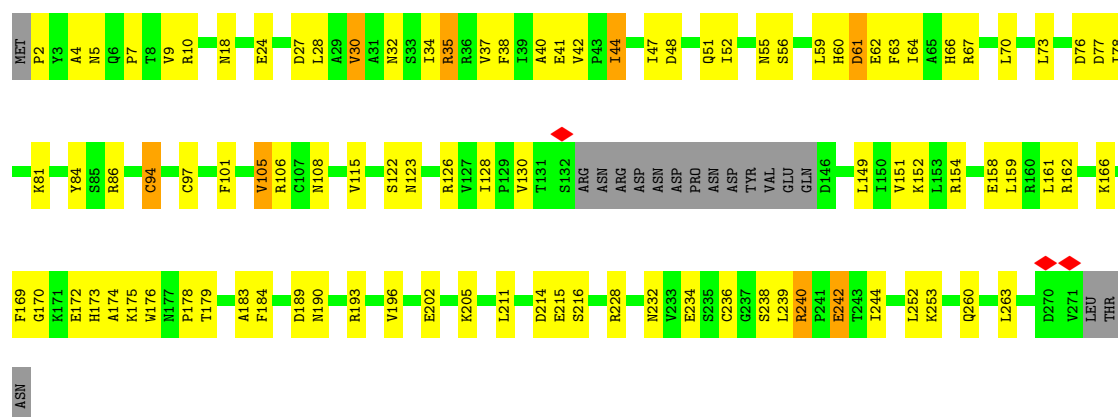 MET P2 Y3 A4 N5 Q6 P7 T8 V9 R10 N18 E24 D27 L28 A29 V30 A31 N32 S33 I34 R35 R36 V37 F38 I39 A40 E41 V42 P43 I44 I47 D48 Q51 I52 N55 S56 L59 H60 D61 E62 F63 I64 A65 H66 R67 L70 L73 D76 D77
K81 Y84 S85 R86 C94 C97 F101 V105 R106 C107 N108 V115 S122 N123 R126 V127 I128 P129 V130 T131 S132 ARG ASN ARG ASP ASN ASP PRO ASN ASP TYR VAL GLU GLN D146 L149 I150 V151 K152 L153 R154 E158 L159 R160 L161 R162 K166
F169 G170 K171 E172 H173 A174 K175 W176 N177 P178 T179 A183 F184 D189 N190 R193 V196 E202 K205 L211 D214 E215 S216 R228 N232 V233 E234 S235 C236 G237 S238 L239 R240 P241 E242 T243 I244 L252 K253 Q260 L263 D270 V271 LEU THR
ASN